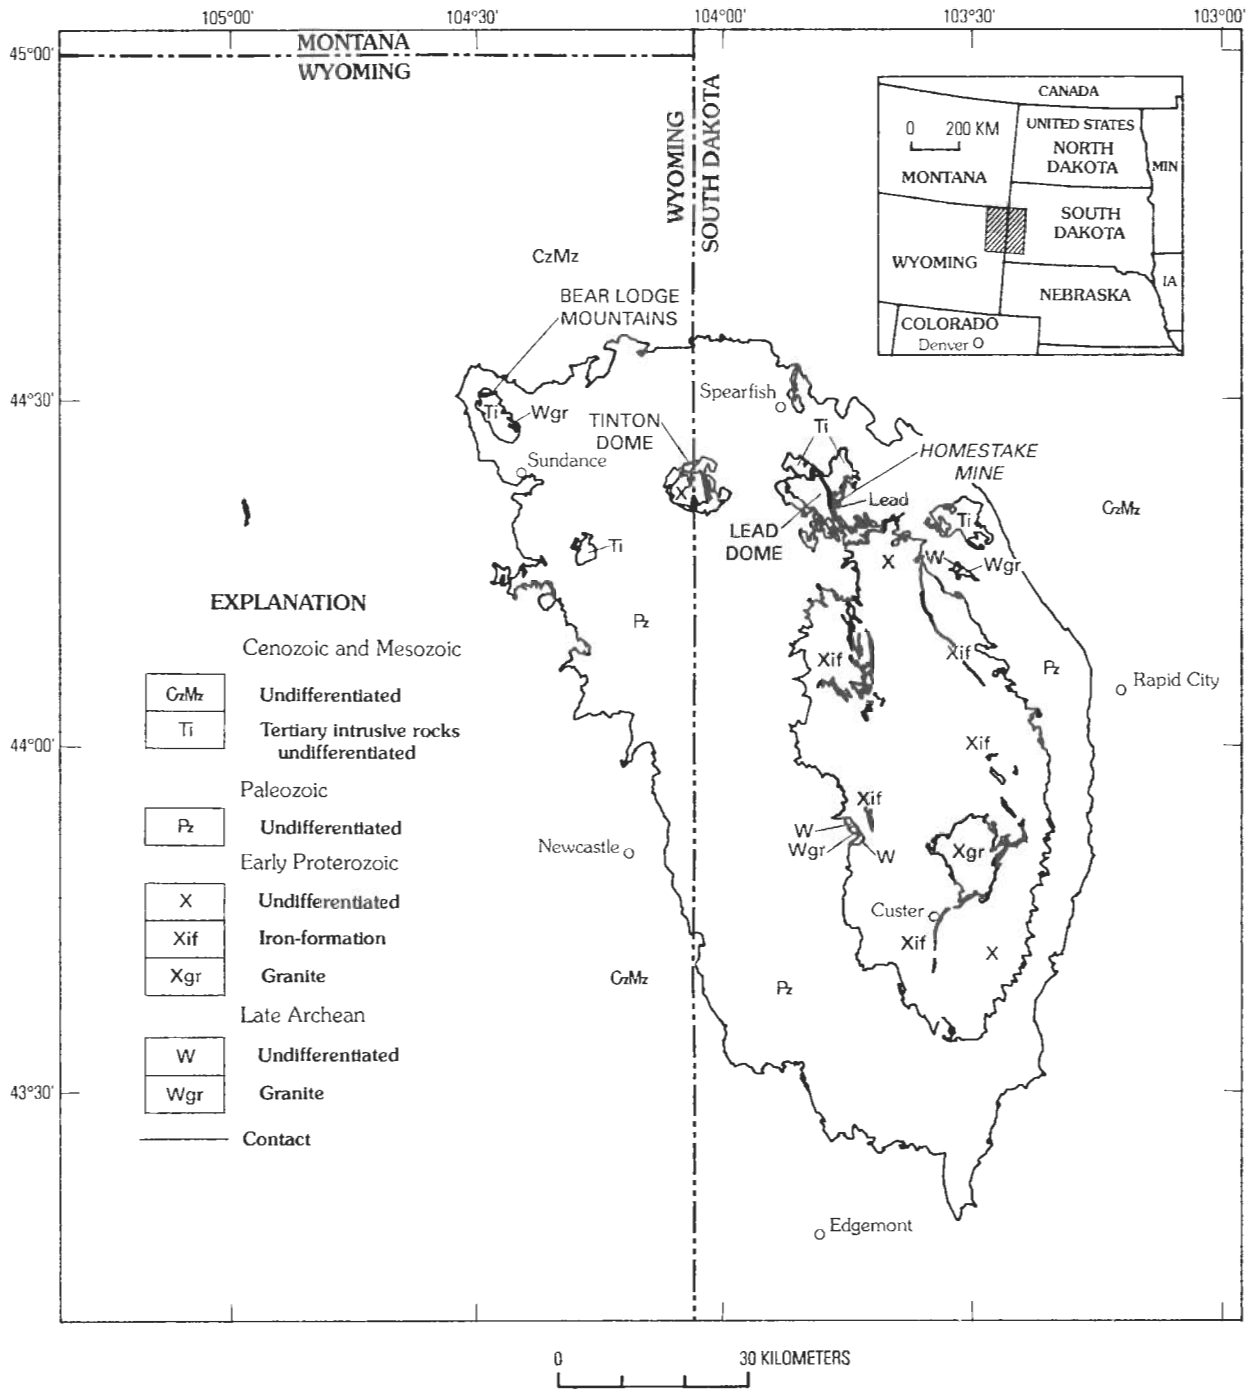 105°00'
104°30'
104°00'
103°30'
103°00'
45°00'
MONTANA
WYOMING
WYOMING
SOUTH DAKOTA
CANADA
0 200 KM
UNITED STATES
NORTH
DAKOTA
MIN
MONTANA
SOUTH
DAKOTA
WYOMING
NEBRASKA
IA
COLORADO
Denver
CzMz
BEAR LODGE
MOUNTAINS
44°30'
Ti
Wgr
Sundance
TINTON
DOME
X
Spearfish
Ti
HOMESTAKE
MINE
Lead
LEAD
DOME
CzMz
Ti
W
Wgr
X
Ti
Pz
Xif
Xif
Pz
Rapid City
EXPLANATION
Cenozoic and Mesozoic
CzMz Undifferentiated
Ti Tertiary intrusive rocks
undifferentiated
Paleozoic
Pz Undifferentiated
Early Proterozoic
X Undifferentiated
Xif Iron-formation
Xgr Granite
Late Archean
W Undifferentiated
Wgr Granite
Contact
44°00'
Xif
Xif
W
Wgr
W
Xgr
Newcastle
Custer
Xif
X
CzMz
Pz
43°30'
Edgemont
0 30 KILOMETERS